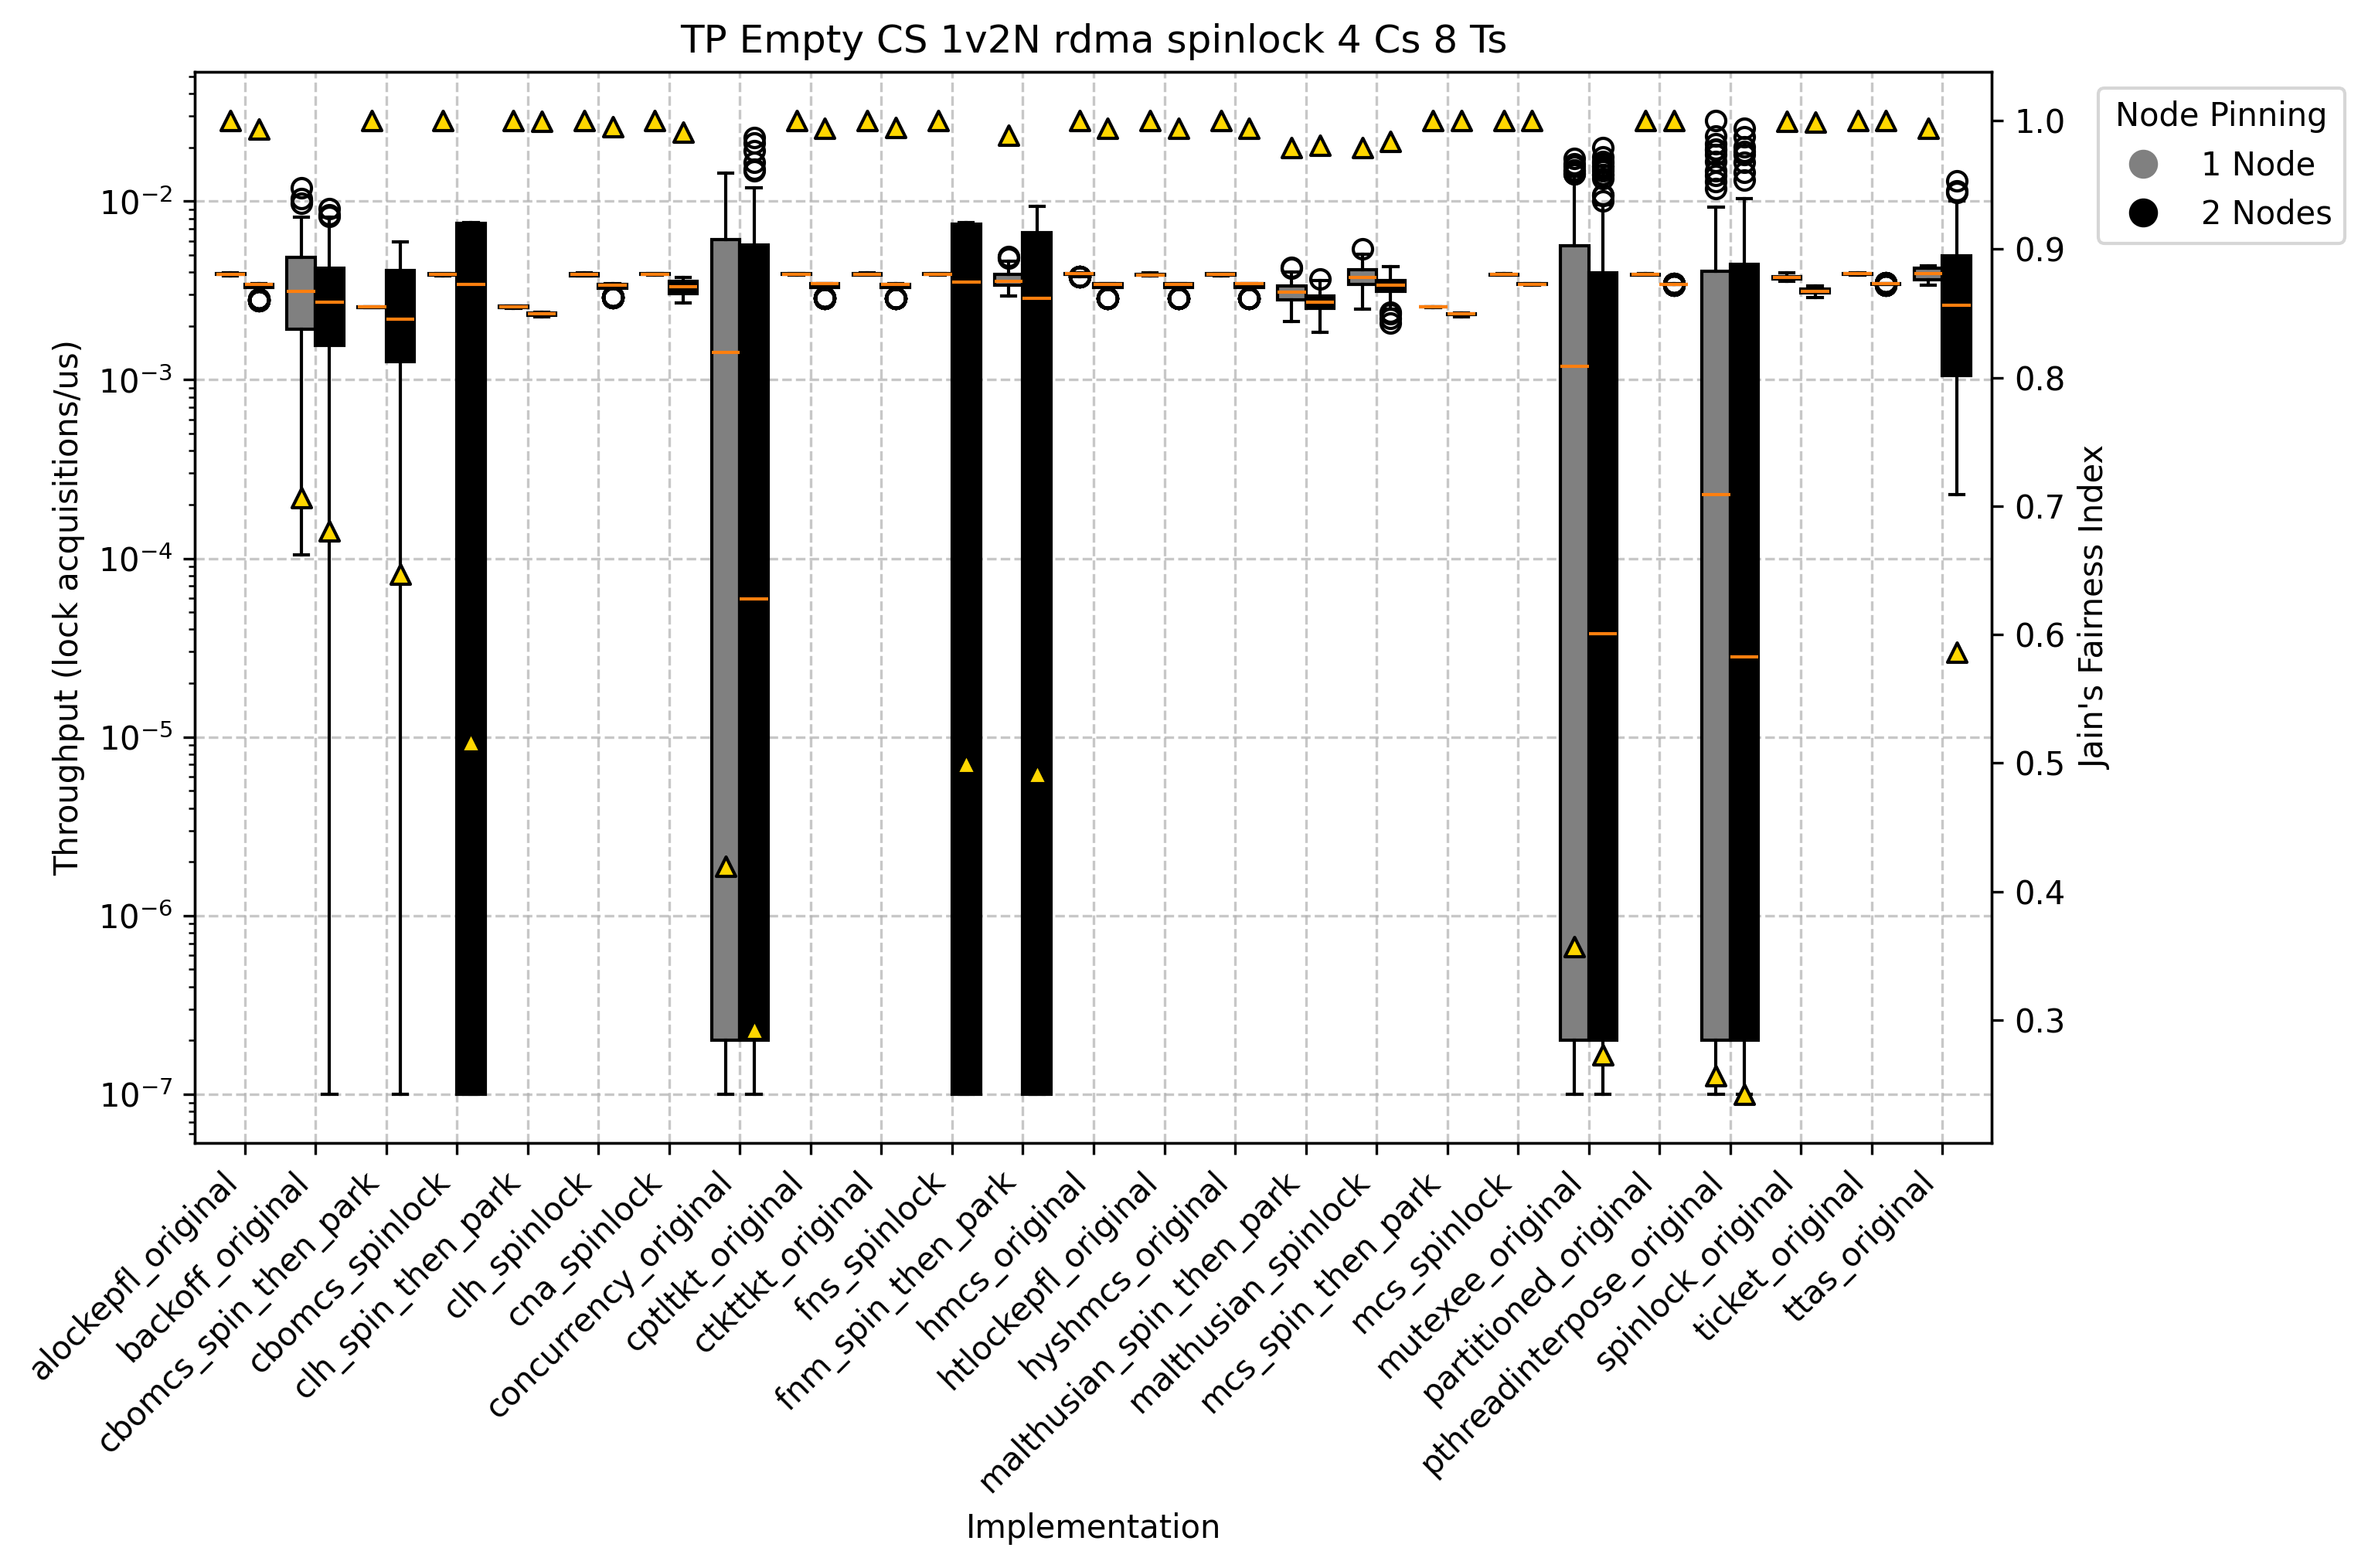 TP Empty CS 1v2N rdma spinlock 4 Cs 8 Ts
Throughput (lock acquisitions/us)
10⁻²
10⁻³
10⁻⁴
10⁻⁵
10⁻⁶
10⁻⁷
1.0
0.9
0.8
0.7
0.6
0.5
0.4
0.3
Jain's Fairness Index
Node Pinning
1 Node
2 Nodes
alockepfl_original
backoff_original
cbomcs_spin_then_park
cbomcs_spinlock
clh_spin_then_park
clh_spinlock
cna_spinlock
concurrency_original
cptltkt_original
ctkttkt_original
fns_spinlock
fnm_spin_then_park
hmcs_original
htlockepfl_original
hyshmcs_original
malthusian_spin_then_park
malthusian_spinlock
mcs_spin_then_park
mcs_spinlock
mutexee_original
partitioned_original
pthreadinterpose_original
spinlock_original
ticket_original
ttas_original
Implementation